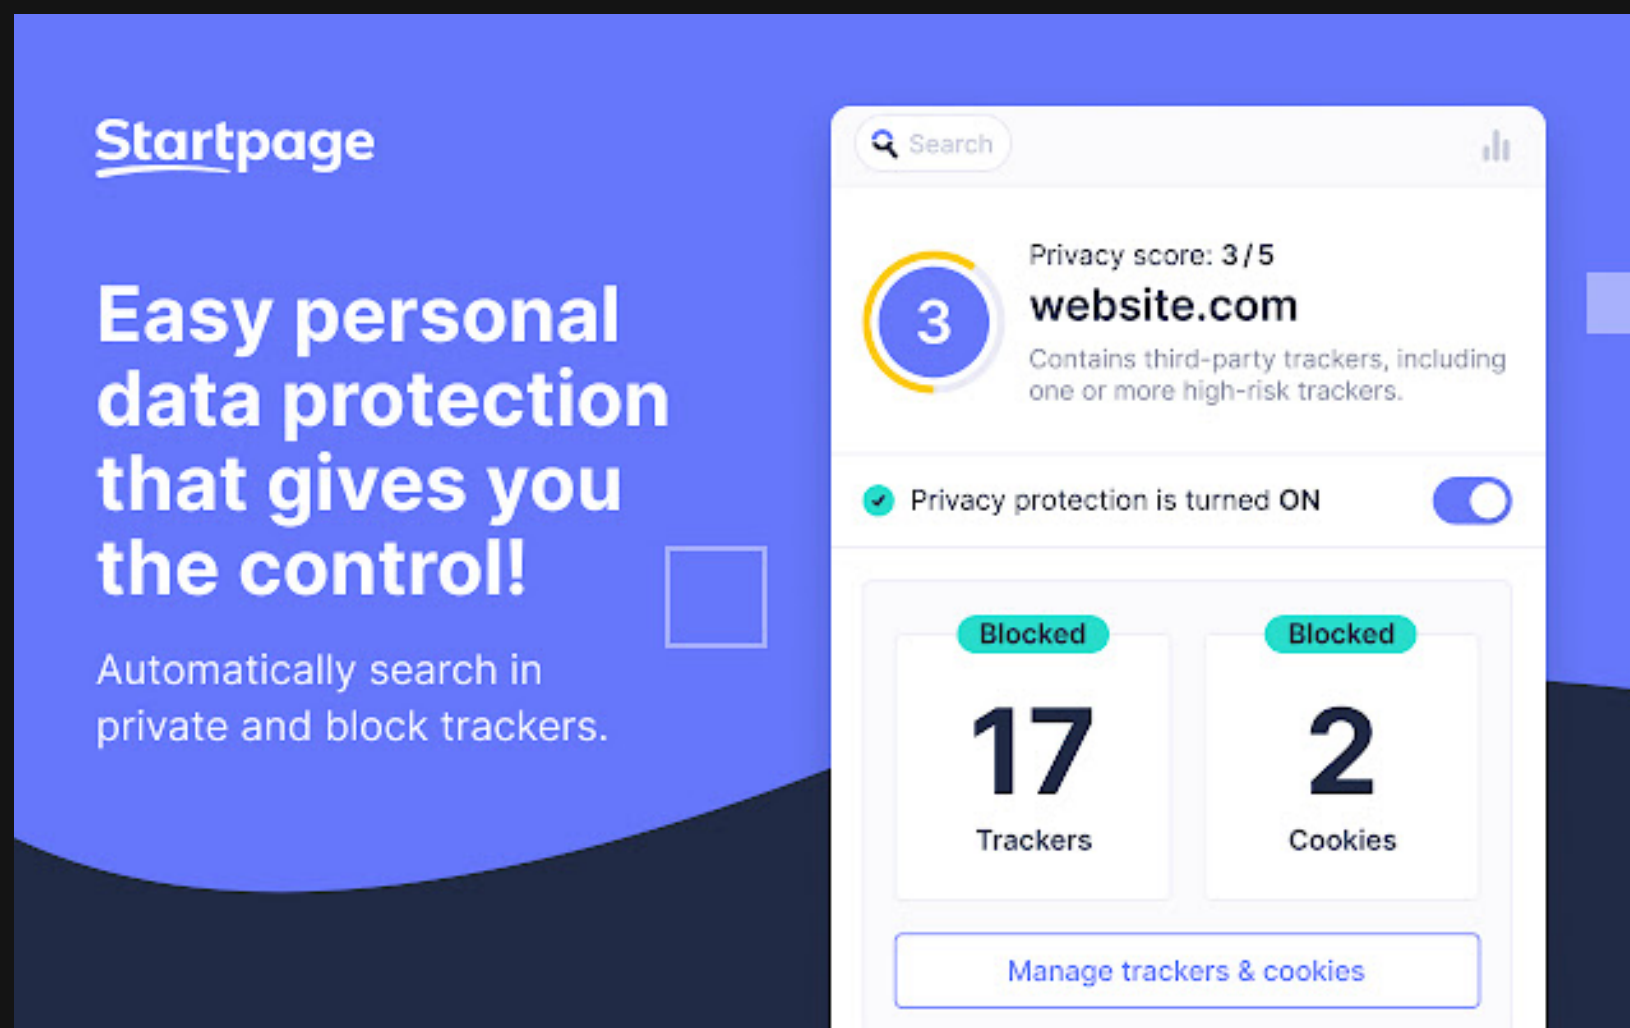 Startpage
Easy personal
data protection
that gives you
the control!
Automatically search in
private and block trackers.
Search
3
Privacy score: 3/5
website.com
Contains third-party trackers, including
one or more high-risk trackers.
Privacy protection is turned ON
Blocked
17
Trackers
Blocked
2
Cookies
Manage trackers & cookies